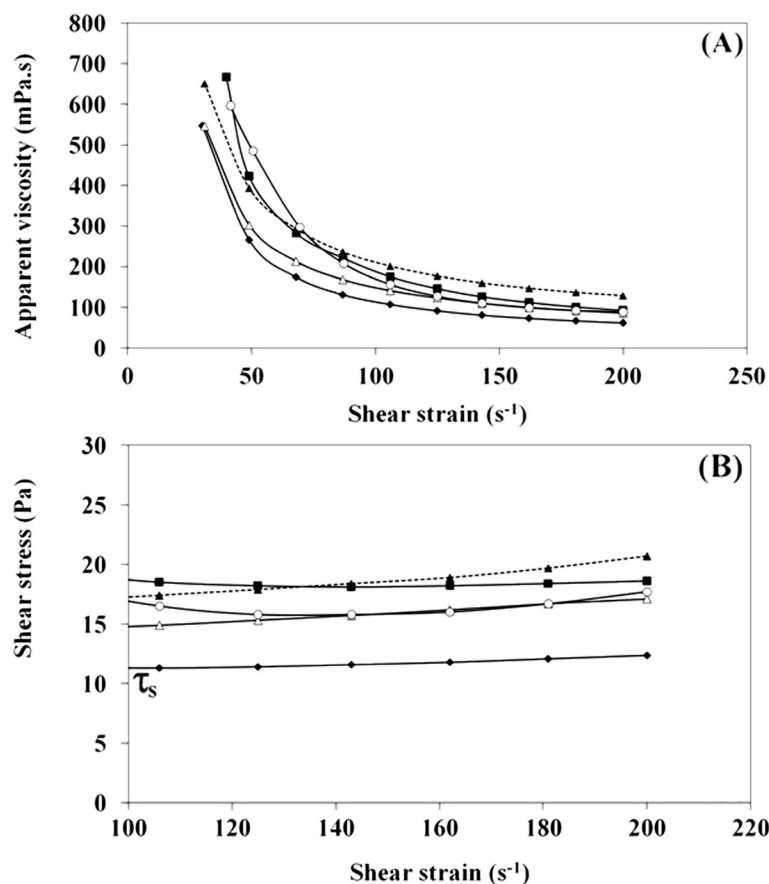 800
(A)
700
600
500
400
300
200
100
0
Apparent viscosity (mPa.s)
0 50 100 150 200 250
Shear strain (s⁻¹)
30
(B)
25
20
15
10
5
0
Shear stress (Pa)
τs
100 120 140 160 180 200 220
Shear strain (s⁻¹)